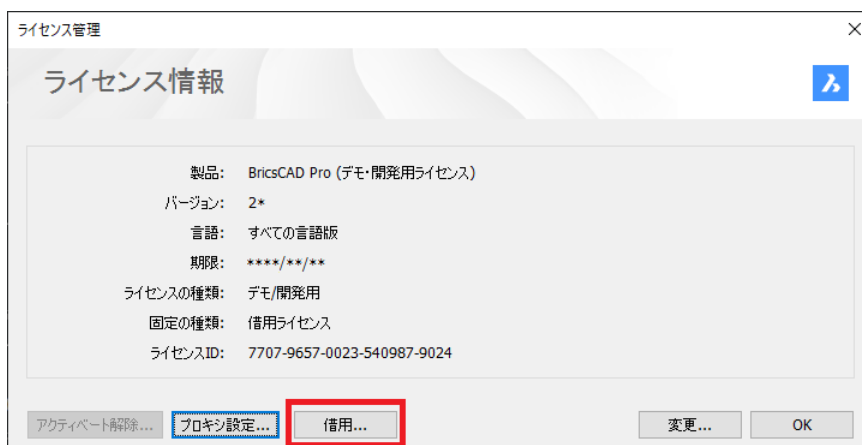 ライセンス管理
ライセンス情報
製品: BricsCAD Pro (デモ・開発用ライセンス)
バージョン: 2*
言語: すべての言語版
期限: ****/**/**
ライセンスの種類: デモ/開発用
固定の種類: 借用ライセンス
ライセンスID: 7707-9657-0023-540987-9024
アクティベート解除... プロキシ設定... 借用... 変更... OK